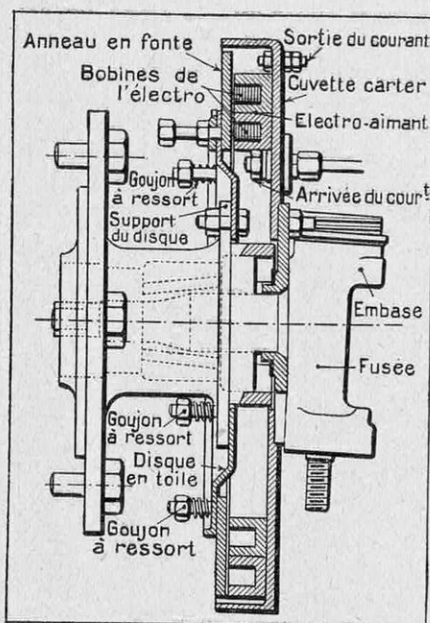 Anneau en fonte
Sortie du courant
Bobines de
l'électro
Cuvette carter
Electro-aimant
Goujon
à ressort
Arrivée du courᵗ
Support
du disque
Embase
Fusée
Goujon
à ressort
Disque
en toile
Goujon
à ressort